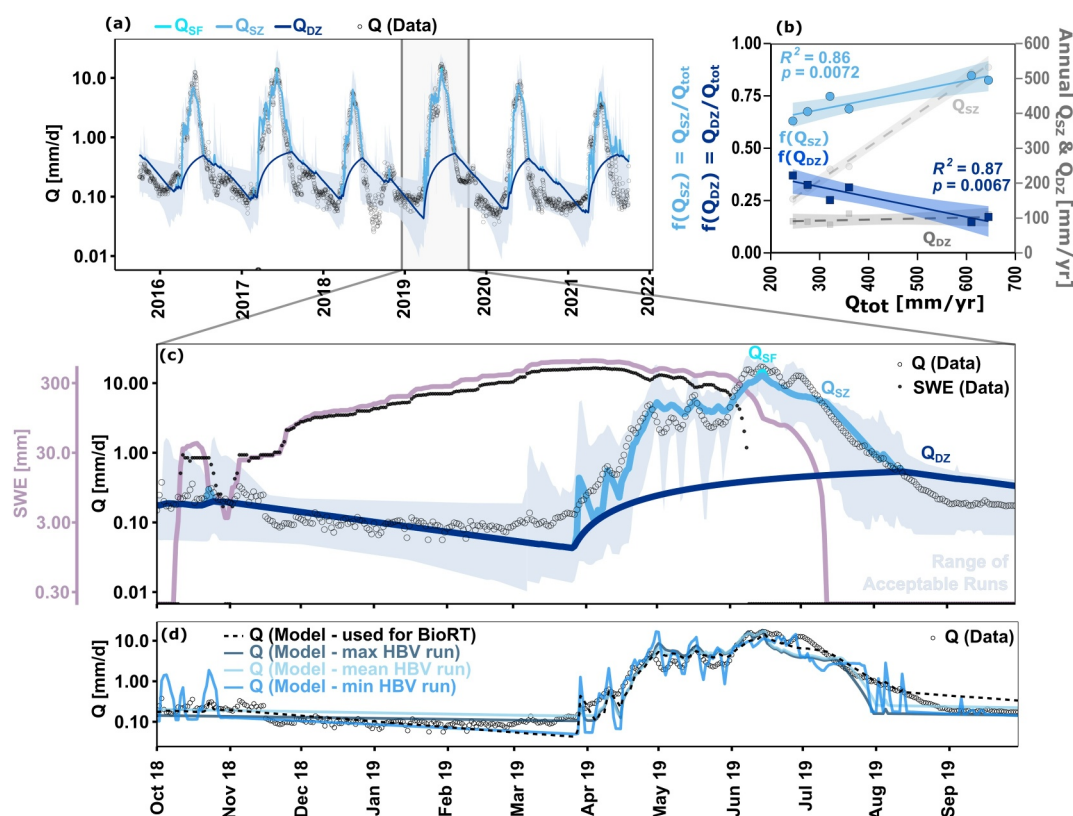 (a) Q_SF Q_SZ Q_DZ Q (Data)
Q [mm/d]
10.0
1.00
0.10
0.01
2016 2017 2018 2019 2020 2021 2022
(b)
f(Q_SZ) = Q_SZ/Q_tot
f(Q_DZ) = Q_DZ/Q_tot
1.00
0.75
0.50
0.25
0.00
R² = 0.86
p = 0.0072
Q_SZ
f(Q_SZ)
f(Q_DZ)
R² = 0.87
p = 0.0067
Q_DZ
600
500
400
300
200
100
0
Annual Q_SZ & Q_DZ [mm/yr]
200 300 400 500 600 700
Q_tot [mm/yr]
(c)
SWE [mm]
300
30.0
3.00
0.30
Q [mm/d]
10.00
1.00
0.10
0.01
Q_SF
Q_SZ
Q_DZ
Q (Data)
SWE (Data)
Range of
Acceptable Runs
(d)
Q (Model - used for BioRT)
Q (Model - max HBV run)
Q (Model - mean HBV run)
Q (Model - min HBV run)
Q (Data)
Q [mm/d]
10.0
1.00
0.10
Oct 18 Nov 18 Dec 18 Jan 19 Feb 19 Mar 19 Apr 19 May 19 Jun 19 Jul 19 Aug 19 Sep 19